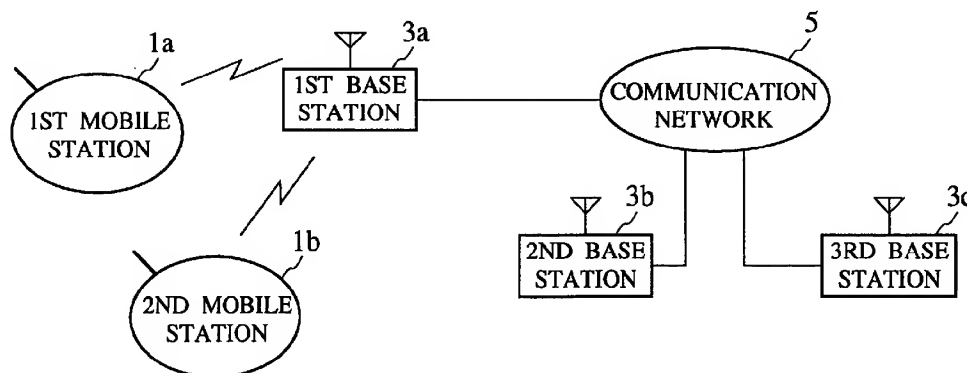 1a
1ST MOBILE
STATION
3a
1ST BASE
STATION
5
COMMUNICATION
NETWORK
1b
2ND MOBILE
STATION
3b
2ND BASE
STATION
3c
3RD BASE
STATION